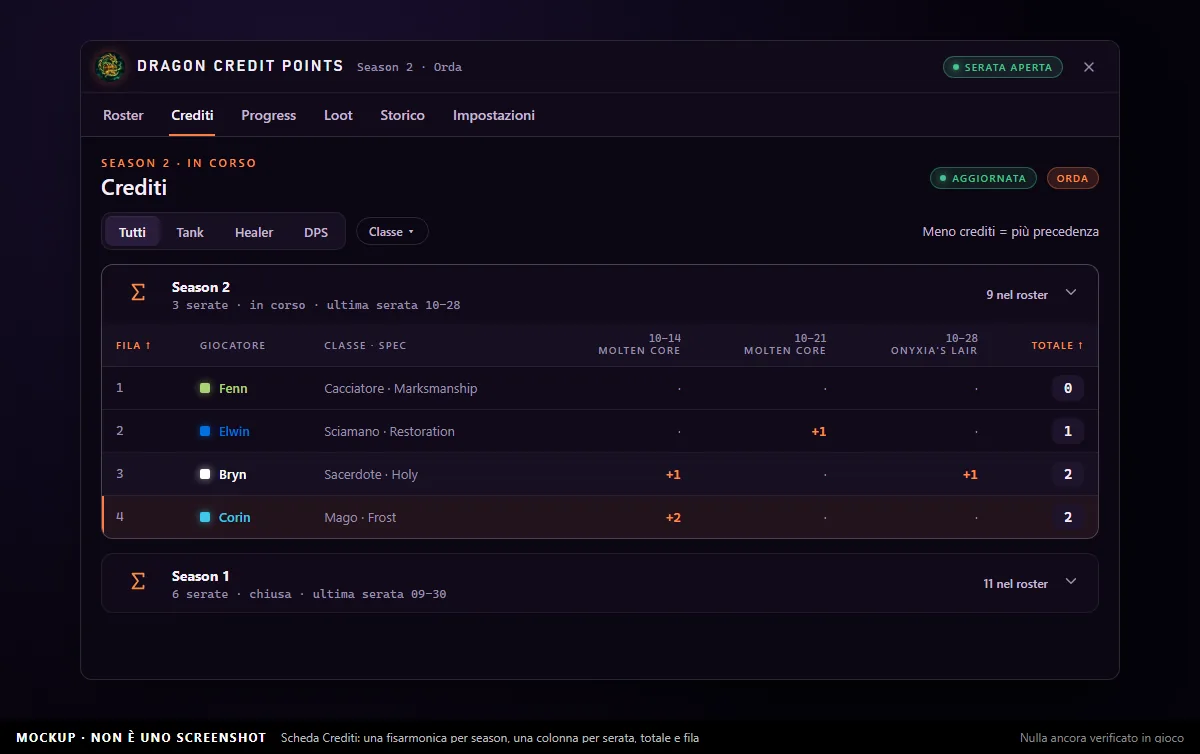 DRAGON CREDIT POINTS Season 2 · Orda
SERATA APERTA
Roster Crediti Progress Loot Storico Impostazioni
SEASON 2 · IN CORSO
Crediti
AGGIORNATA ORDA
Tutti Tank Healer DPS Classe
Meno crediti = più precedenza
Season 2
3 serate · in corso · ultima serata 10-28
9 nel roster
FILA ↑ GIOCATORE CLASSE · SPEC 10-14 MOLTEN CORE 10-21 MOLTEN CORE 10-28 ONYXIA'S LAIR TOTALE ↑
1 Fenn Cacciatore · Marksmanship · · · 0
2 Elwin Sciamano · Restoration · +1 · 1
3 Bryn Sacerdote · Holy +1 · +1 2
4 Corin Mago · Frost +2 · · 2
Season 1
6 serate · chiusa · ultima serata 09-30
11 nel roster
MOCKUP · NON È UNO SCREENSHOT Scheda Crediti: una fisarmonica per season, una colonna per serata, totale e fila
Nulla ancora verificato in gioco